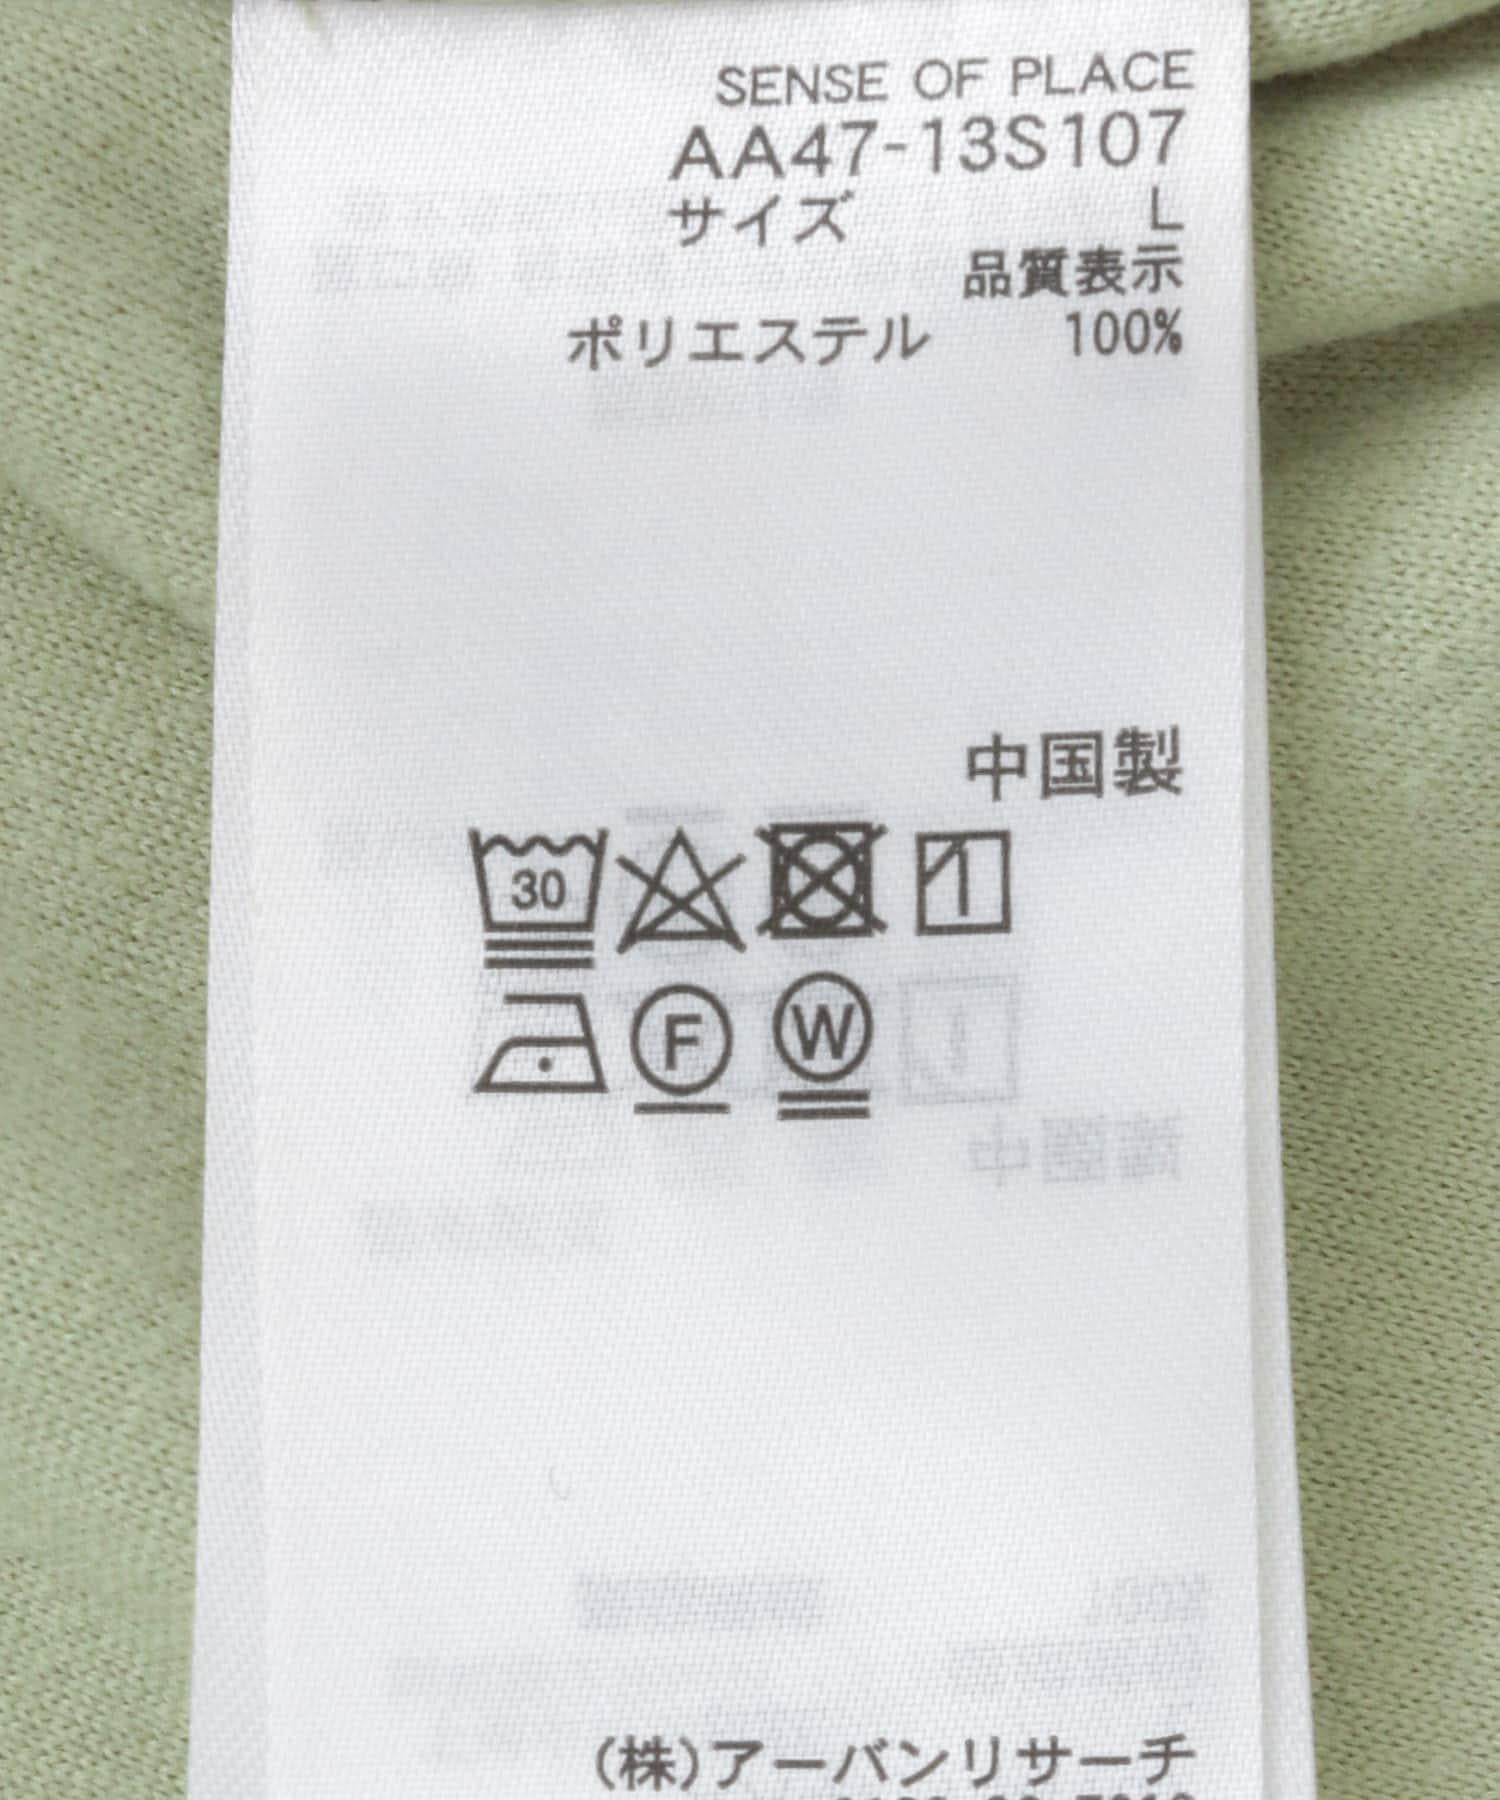 SENSE OF PLACE
AA47-13S107
サイズ L
品質表示
ポリエステル 100%
中国製
30
F W
(株)アーバンリサーチ